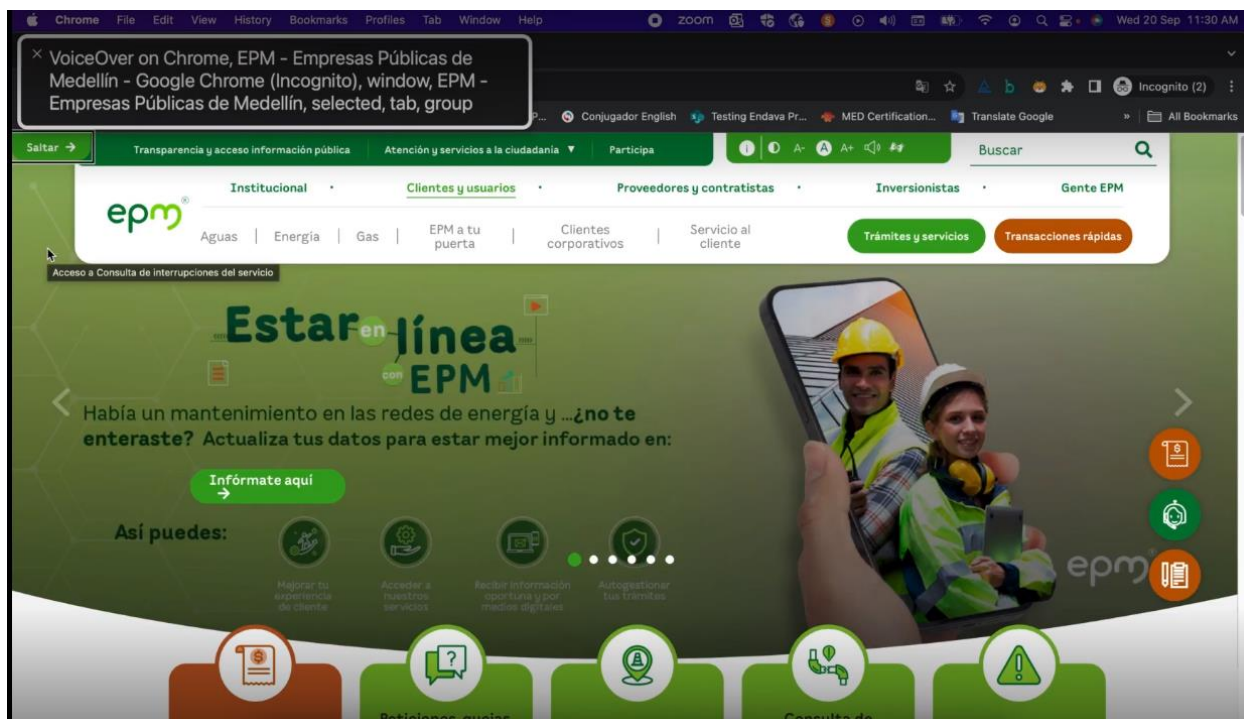 Chrome File Edit View History Bookmarks Profiles Tab Window Help zoom Wed 20 Sep 11:30 AM
VoiceOver on Chrome, EPM - Empresas Públicas de
Medellín - Google Chrome (Incognito), window, EPM -
Empresas Públicas de Medellín, selected, tab, group
Incognito (2)
P... Conjugador English Testing Endava Pr... MED Certification... Translate Google » All Bookmarks
Saltar →
Transparencia y acceso información pública Atención y servicios a la ciudadanía ▼ Participa A- A A+ Buscar
Institucional · Clientes y usuarios · Proveedores y contratistas · Inversionistas · Gente EPM
epm®
Aguas | Energía | Gas | EPM a tu puerta | Clientes corporativos | Servicio al cliente
Trámites y servicios Transacciones rápidas
Acceso a Consulta de interrupciones del servicio
Estar en línea
con EPM
Había un mantenimiento en las redes de energía y ...¿no te
enteraste? Actualiza tus datos para estar mejor informado en:
Infórmate aquí
→
Así puedes:
Mejorar tu experiencia de cliente
Acceder a nuestros servicios
Recibir información oportuna y por medios digitales
Autogestionar tus trámites
epm